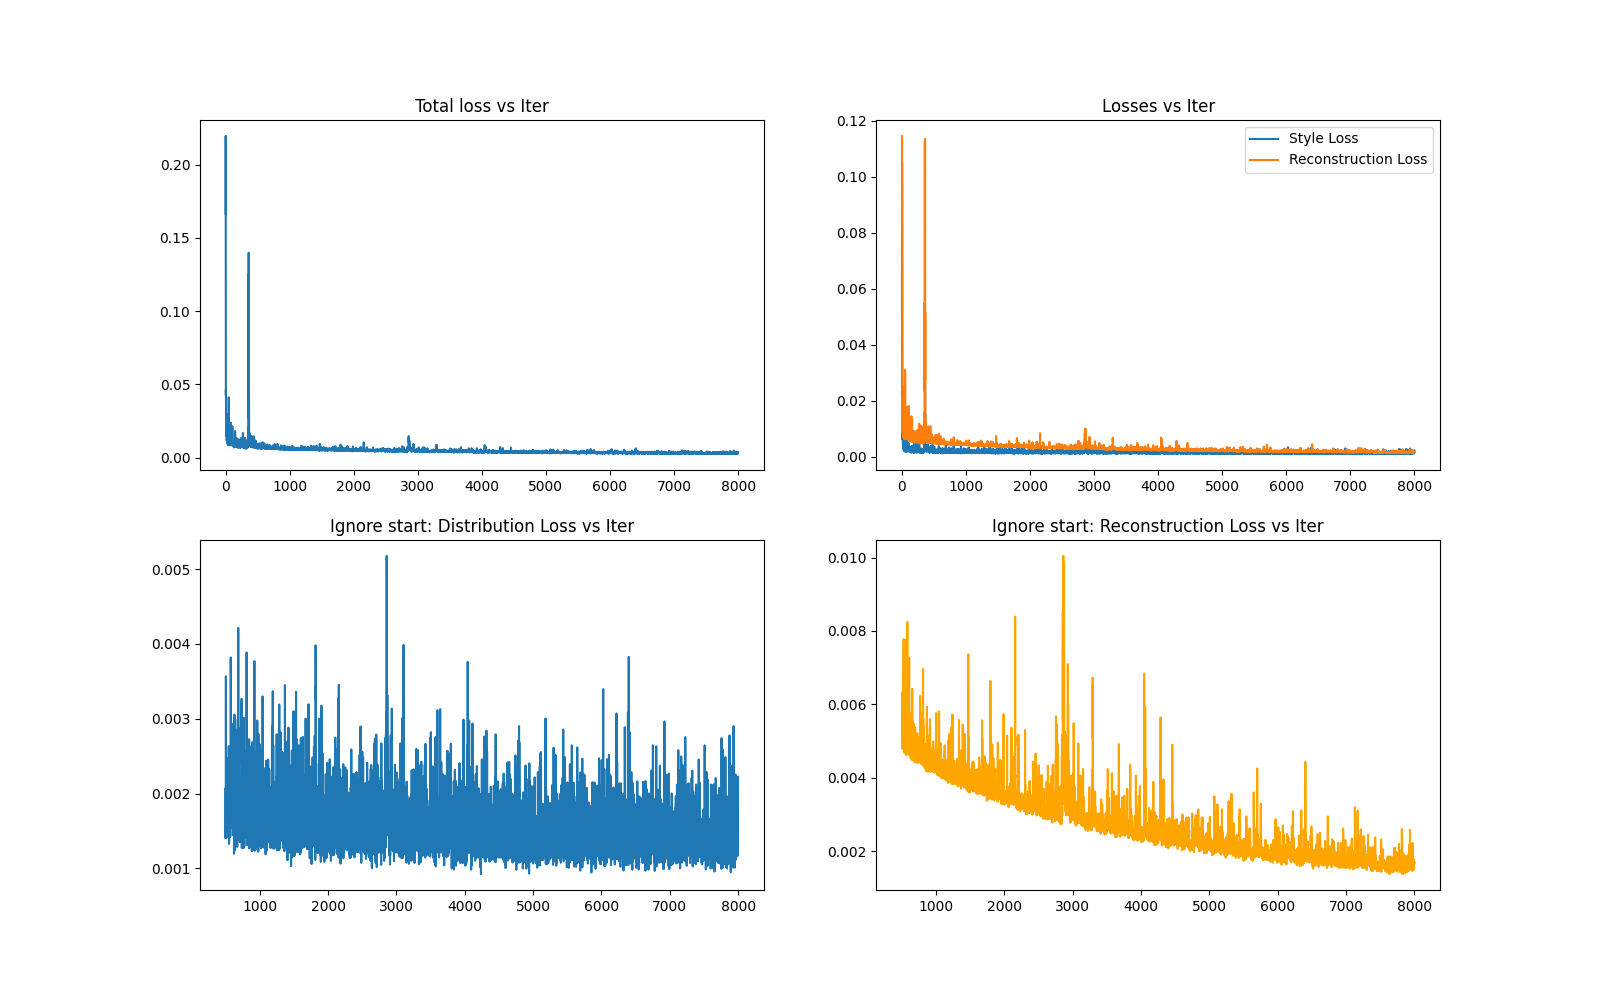 Total loss vs Iter
0.20
0.15
0.10
0.05
0.00
0 1000 2000 3000 4000 5000 6000 7000 8000
Losses vs Iter
Style Loss
Reconstruction Loss
0.12
0.10
0.08
0.06
0.04
0.02
0.00
0 1000 2000 3000 4000 5000 6000 7000 8000
Ignore start: Distribution Loss vs Iter
0.005
0.004
0.003
0.002
0.001
1000 2000 3000 4000 5000 6000 7000 8000
Ignore start: Reconstruction Loss vs Iter
0.010
0.008
0.006
0.004
0.002
1000 2000 3000 4000 5000 6000 7000 8000